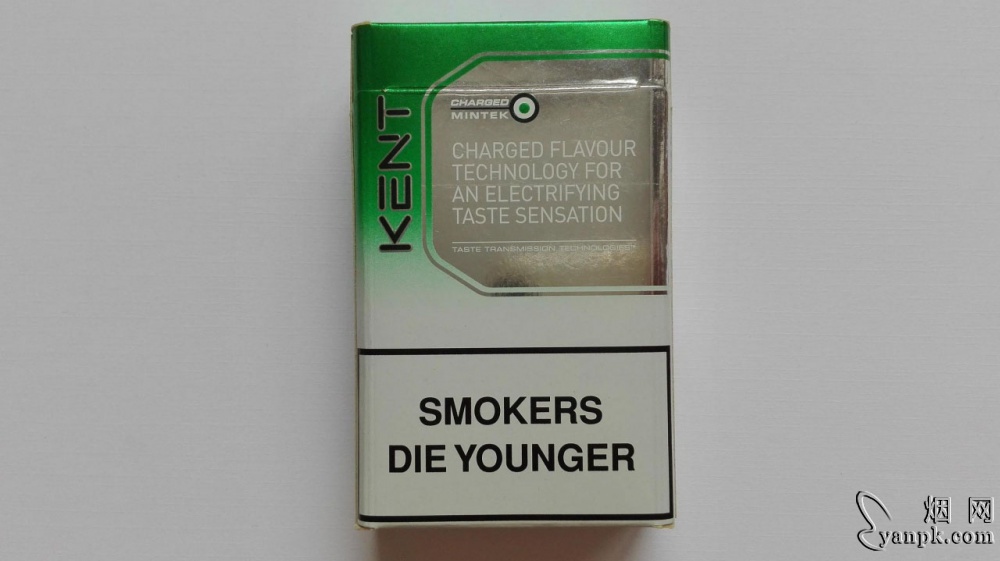 KENT
CHARGED
MINTEK
CHARGED FLAVOUR
TECHNOLOGY FOR
AN ELECTRIFYING
TASTE SENSATION
TASTE TRANSMISSION TECHNOLOGIES™
SMOKERS
DIE YOUNGER
烟网
yanpk.com